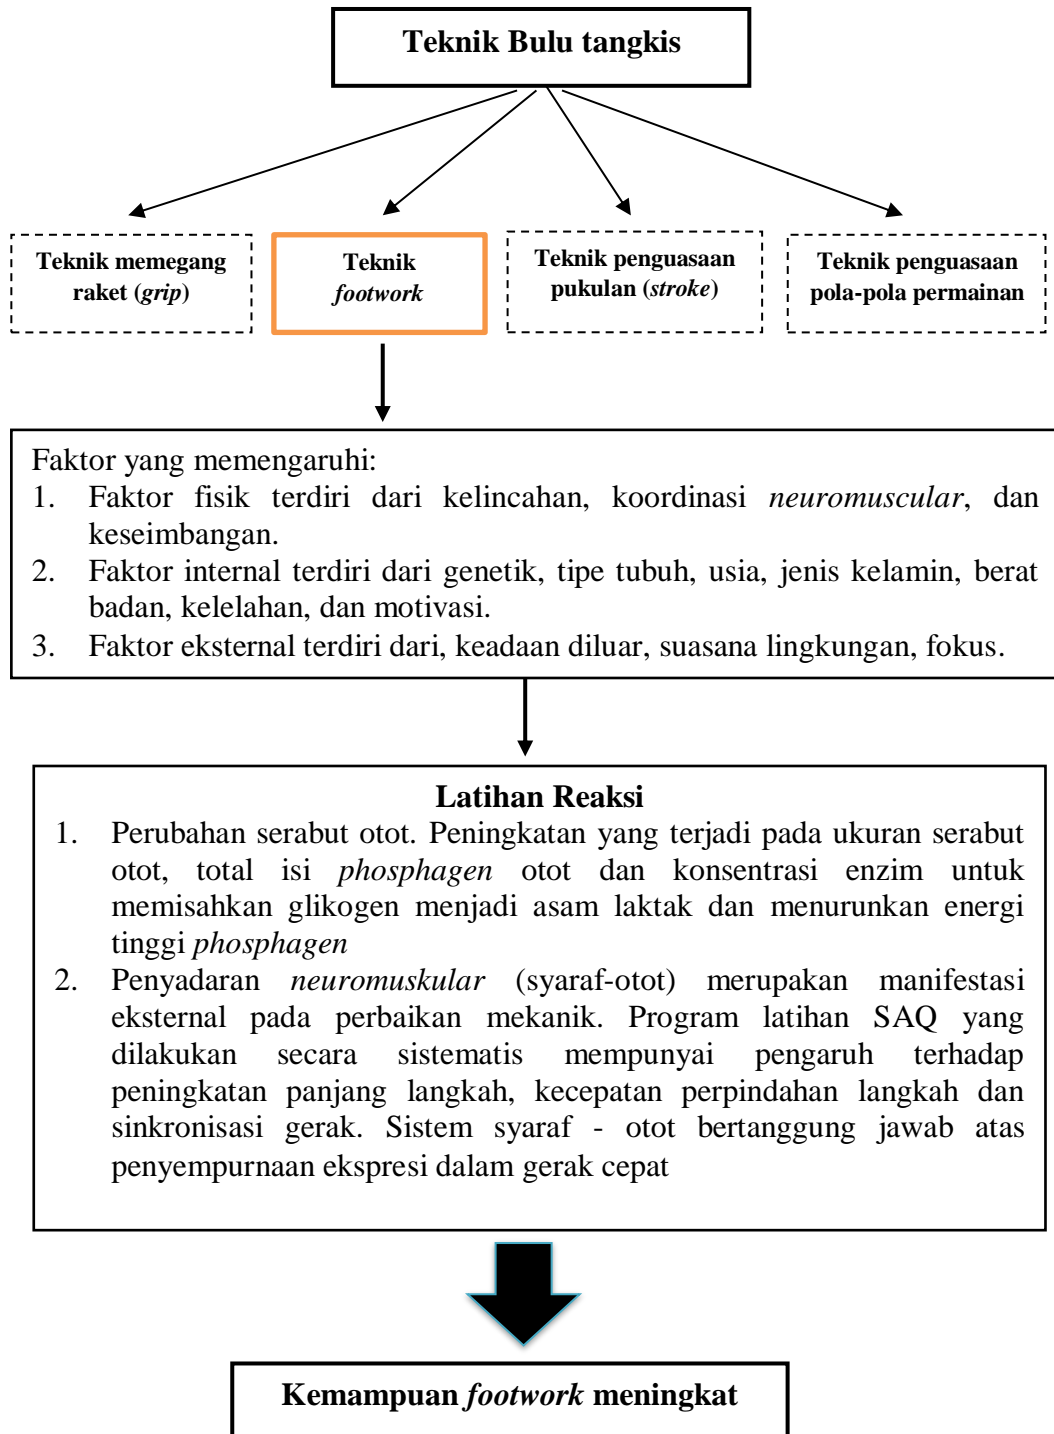 Teknik Bulu tangkis
Teknik memegang
raket (grip)
Teknik
footwork
Teknik penguasaan
pukulan (stroke)
Teknik penguasaan
pola-pola permainan
Faktor yang memengaruhi:
1. Faktor fisik terdiri dari kelincahan, koordinasi neuromuscular, dan
keseimbangan.
2. Faktor internal terdiri dari genetik, tipe tubuh, usia, jenis kelamin, berat
badan, kelelahan, dan motivasi.
3. Faktor eksternal terdiri dari, keadaan diluar, suasana lingkungan, fokus.
Latihan Reaksi
1. Perubahan serabut otot. Peningkatan yang terjadi pada ukuran serabut
otot, total isi phosphagen otot dan konsentrasi enzim untuk
memisahkan glikogen menjadi asam laktak dan menurunkan energi
tinggi phosphagen
2. Penyadaran neuromuskular (syaraf-otot) merupakan manifestasi
eksternal pada perbaikan mekanik. Program latihan SAQ yang
dilakukan secara sistematis mempunyai pengaruh terhadap
peningkatan panjang langkah, kecepatan perpindahan langkah dan
sinkronisasi gerak. Sistem syaraf - otot bertanggung jawab atas
penyempurnaan ekspresi dalam gerak cepat
Kemampuan footwork meningkat